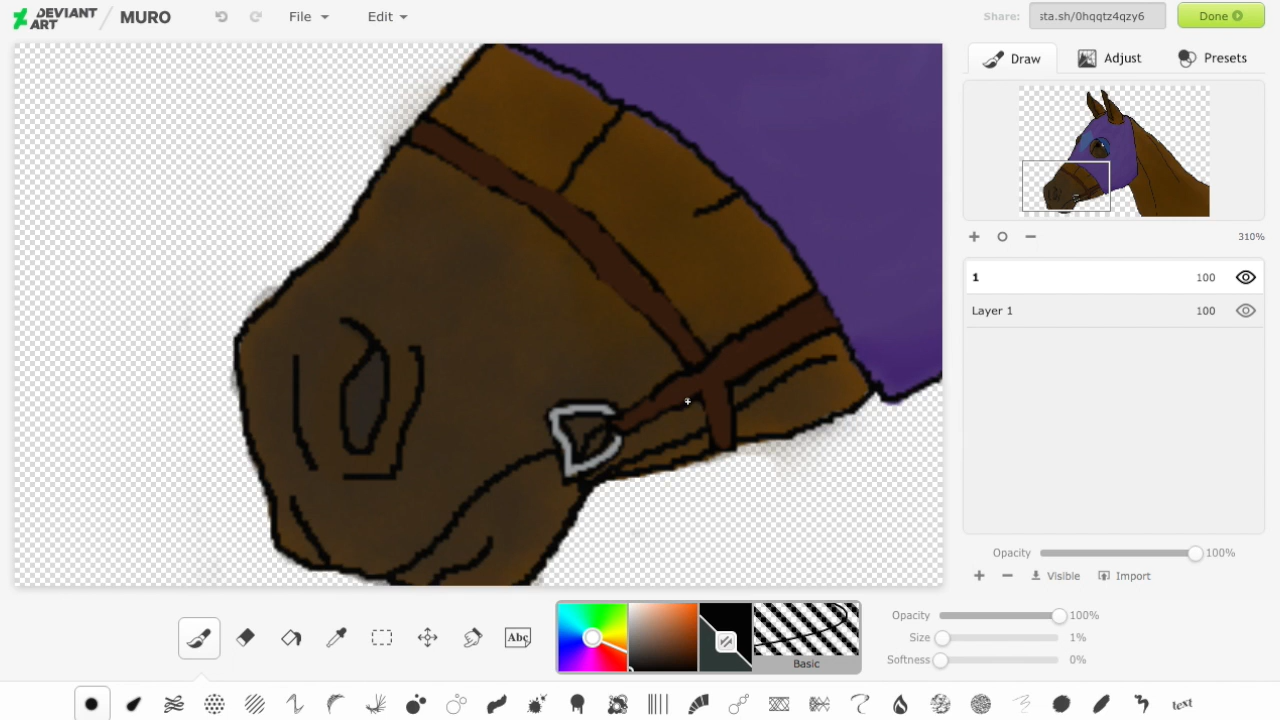 DEVIANT
ART
MURO
File
Edit
Share:
sta.sh/0hqqtz4qzy6
Done
Draw
Adjust
Presets
310%
1
100
Layer 1
100
Opacity
100%
Visible
Import
Abc
Basic
Opacity
100%
Size
1%
Softness
0%
text